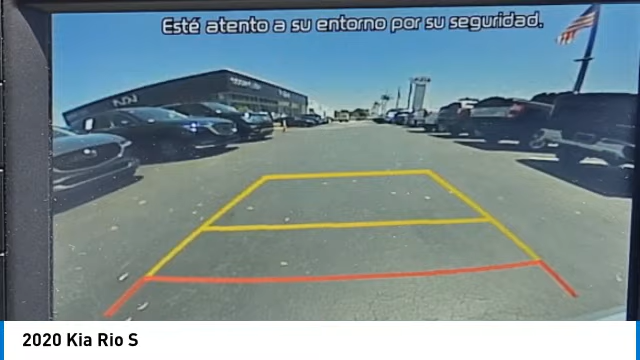 Esté atento a su entorno por su seguridad.
2020 Kia Rio S